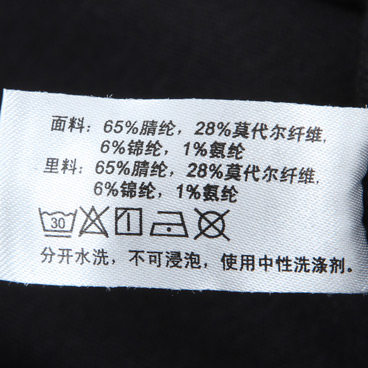 面料：65%腈纶，28%莫代尔纤维，
6%锦纶，1%氨纶
里料：65%腈纶，28%莫代尔纤维，
6%锦纶，1%氨纶
30
分开水洗，不可浸泡，使用中性洗涤剂。